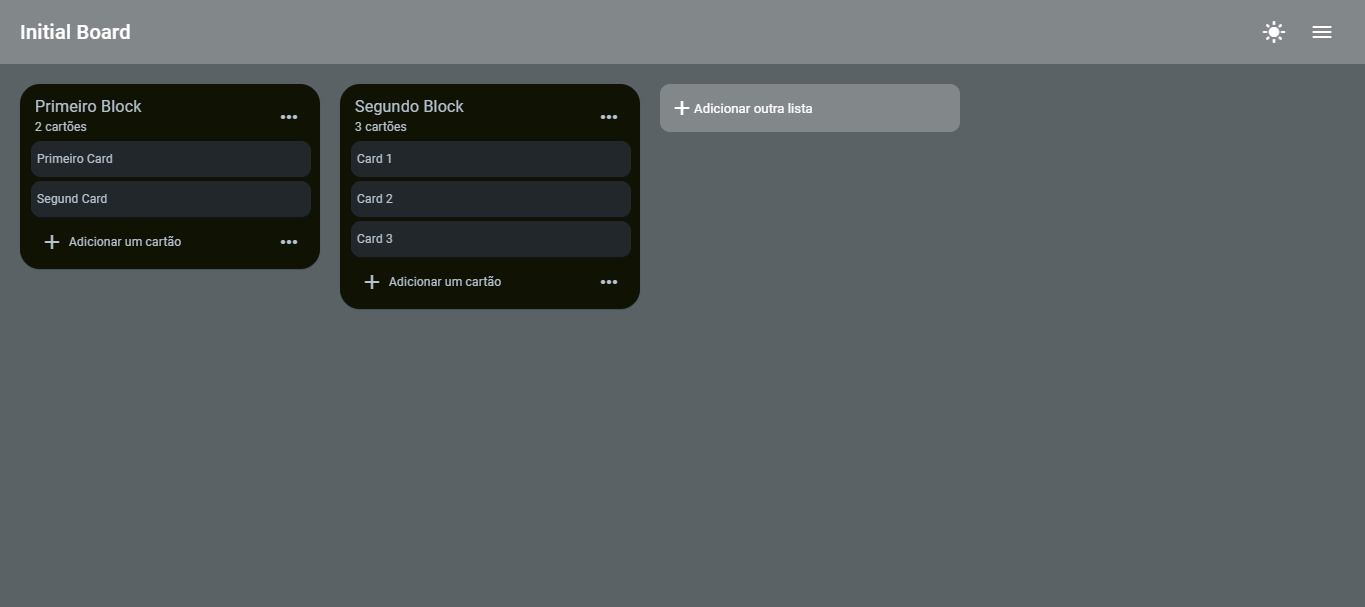 Initial Board
Primeiro Block
2 cartões
Primeiro Card
Segund Card
Adicionar um cartão
Segundo Block
3 cartões
Card 1
Card 2
Card 3
Adicionar um cartão
Adicionar outra lista